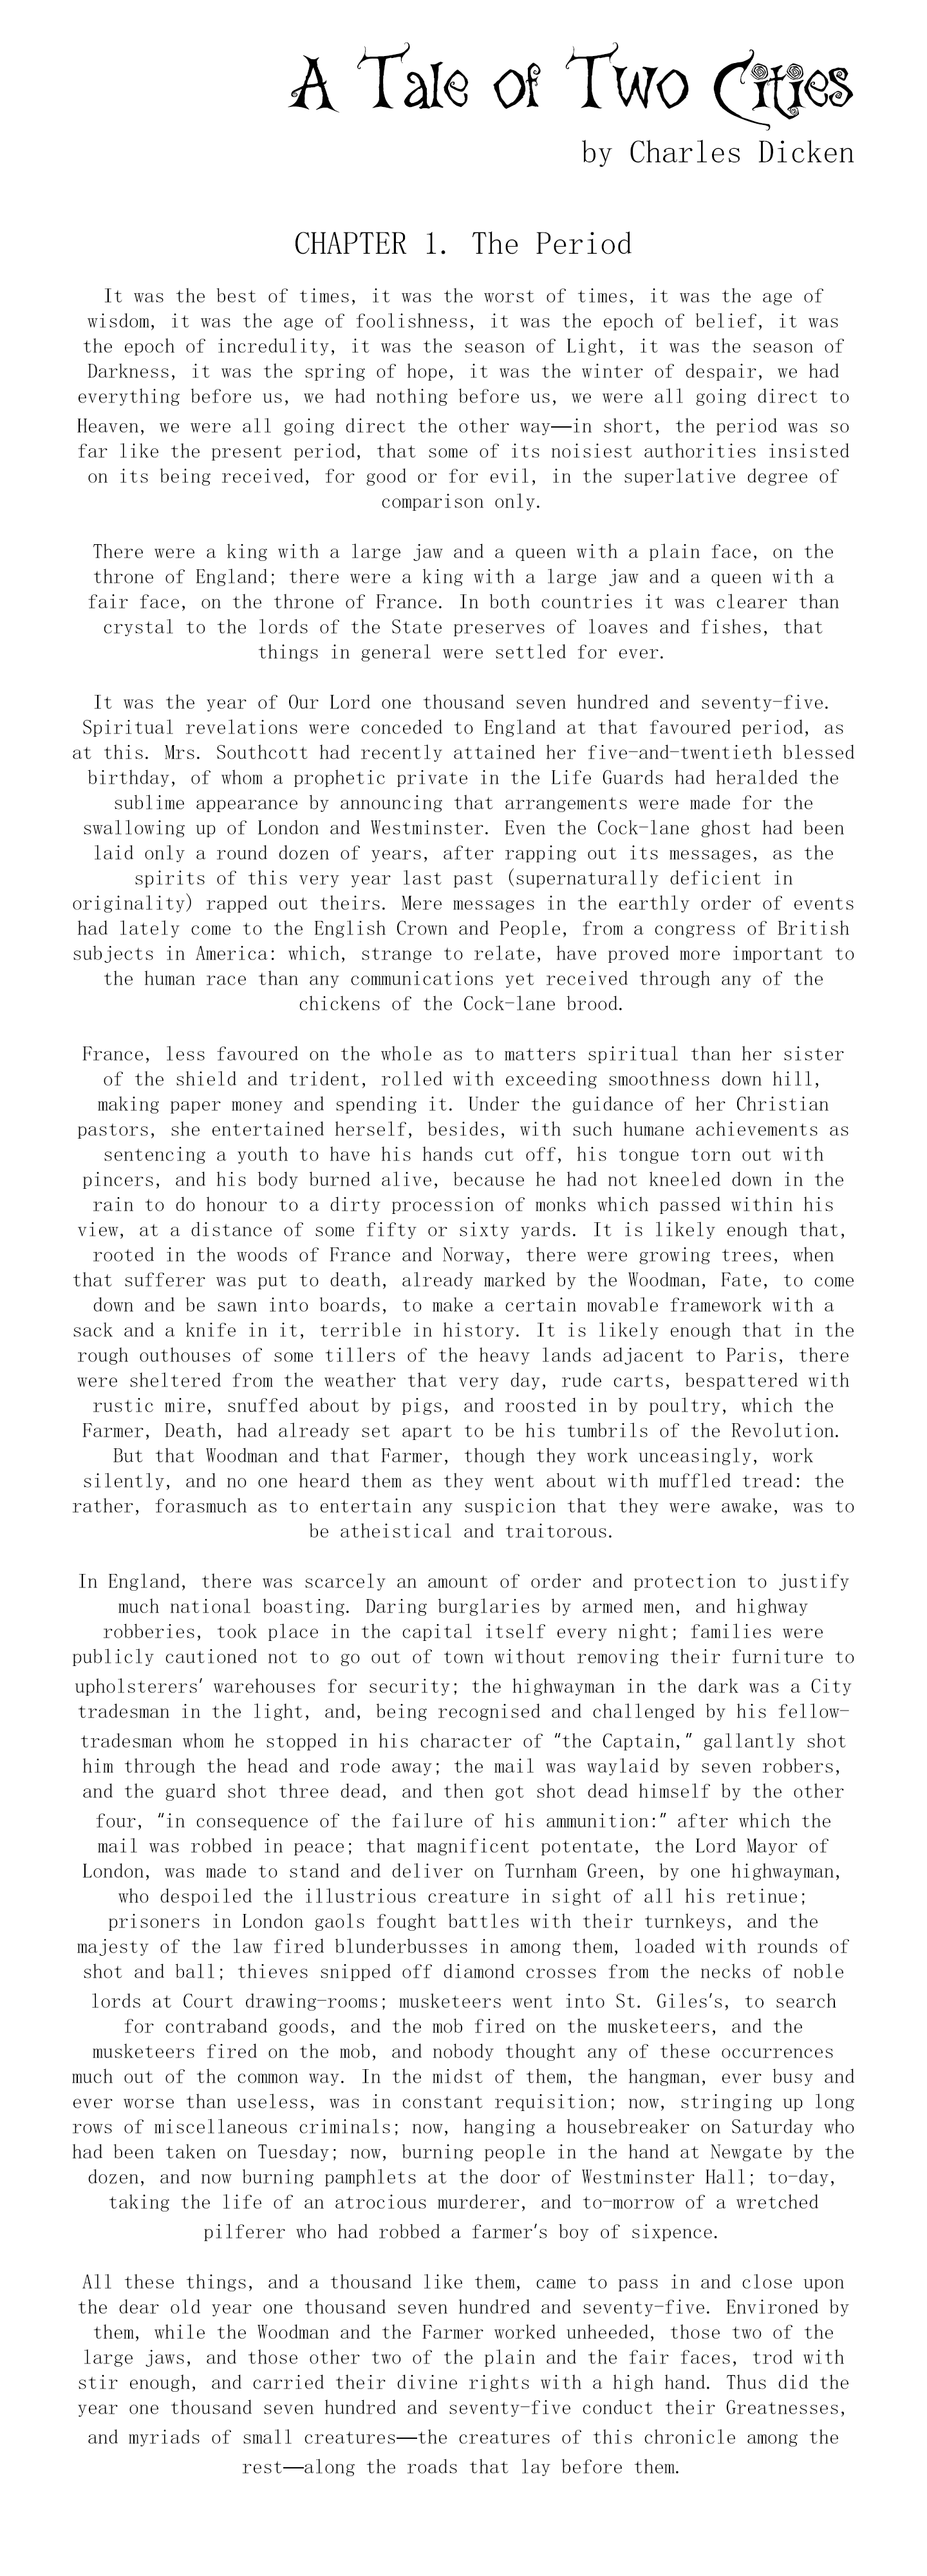 A Tale of Two Cities
by Charles Dicken
CHAPTER 1. The Period
It was the best of times, it was the worst of times, it was the age of
wisdom, it was the age of foolishness, it was the epoch of belief, it was
the epoch of incredulity, it was the season of Light, it was the season of
Darkness, it was the spring of hope, it was the winter of despair, we had
everything before us, we had nothing before us, we were all going direct to
Heaven, we were all going direct the other way—in short, the period was so
far like the present period, that some of its noisiest authorities insisted
on its being received, for good or for evil, in the superlative degree of
comparison only.
There were a king with a large jaw and a queen with a plain face, on the
throne of England; there were a king with a large jaw and a queen with a
fair face, on the throne of France. In both countries it was clearer than
crystal to the lords of the State preserves of loaves and fishes, that
things in general were settled for ever.
It was the year of Our Lord one thousand seven hundred and seventy-five.
Spiritual revelations were conceded to England at that favoured period, as
at this. Mrs. Southcott had recently attained her five-and-twentieth blessed
birthday, of whom a prophetic private in the Life Guards had heralded the
sublime appearance by announcing that arrangements were made for the
swallowing up of London and Westminster. Even the Cock-lane ghost had been
laid only a round dozen of years, after rapping out its messages, as the
spirits of this very year last past (supernaturally deficient in
originality) rapped out theirs. Mere messages in the earthly order of events
had lately come to the English Crown and People, from a congress of British
subjects in America: which, strange to relate, have proved more important to
the human race than any communications yet received through any of the
chickens of the Cock-lane brood.
France, less favoured on the whole as to matters spiritual than her sister
of the shield and trident, rolled with exceeding smoothness down hill,
making paper money and spending it. Under the guidance of her Christian
pastors, she entertained herself, besides, with such humane achievements as
sentencing a youth to have his hands cut off, his tongue torn out with
pincers, and his body burned alive, because he had not kneeled down in the
rain to do honour to a dirty procession of monks which passed within his
view, at a distance of some fifty or sixty yards. It is likely enough that,
rooted in the woods of France and Norway, there were growing trees, when
that sufferer was put to death, already marked by the Woodman, Fate, to come
down and be sawn into boards, to make a certain movable framework with a
sack and a knife in it, terrible in history. It is likely enough that in the
rough outhouses of some tillers of the heavy lands adjacent to Paris, there
were sheltered from the weather that very day, rude carts, bespattered with
rustic mire, snuffed about by pigs, and roosted in by poultry, which the
Farmer, Death, had already set apart to be his tumbrils of the Revolution.
But that Woodman and that Farmer, though they work unceasingly, work
silently, and no one heard them as they went about with muffled tread: the
rather, forasmuch as to entertain any suspicion that they were awake, was to
be atheistical and traitorous.
In England, there was scarcely an amount of order and protection to justify
much national boasting. Daring burglaries by armed men, and highway
robberies, took place in the capital itself every night; families were
publicly cautioned not to go out of town without removing their furniture to
upholsterers' warehouses for security; the highwayman in the dark was a City
tradesman in the light, and, being recognised and challenged by his fellow-
tradesman whom he stopped in his character of "the Captain," gallantly shot
him through the head and rode away; the mail was waylaid by seven robbers,
and the guard shot three dead, and then got shot dead himself by the other
four, "in consequence of the failure of his ammunition:" after which the
mail was robbed in peace; that magnificent potentate, the Lord Mayor of
London, was made to stand and deliver on Turnham Green, by one highwayman,
who despoiled the illustrious creature in sight of all his retinue;
prisoners in London gaols fought battles with their turnkeys, and the
majesty of the law fired blunderbusses in among them, loaded with rounds of
shot and ball; thieves snipped off diamond crosses from the necks of noble
lords at Court drawing-rooms; musketeers went into St. Giles's, to search
for contraband goods, and the mob fired on the musketeers, and the
musketeers fired on the mob, and nobody thought any of these occurrences
much out of the common way. In the midst of them, the hangman, ever busy and
ever worse than useless, was in constant requisition; now, stringing up long
rows of miscellaneous criminals; now, hanging a housebreaker on Saturday who
had been taken on Tuesday; now, burning people in the hand at Newgate by the
dozen, and now burning pamphlets at the door of Westminster Hall; to-day,
taking the life of an atrocious murderer, and to-morrow of a wretched
pilferer who had robbed a farmer's boy of sixpence.
All these things, and a thousand like them, came to pass in and close upon
the dear old year one thousand seven hundred and seventy-five. Environed by
them, while the Woodman and the Farmer worked unheeded, those two of the
large jaws, and those other two of the plain and the fair faces, trod with
stir enough, and carried their divine rights with a high hand. Thus did the
year one thousand seven hundred and seventy-five conduct their Greatnesses,
and myriads of small creatures—the creatures of this chronicle among the
rest—along the roads that lay before them.